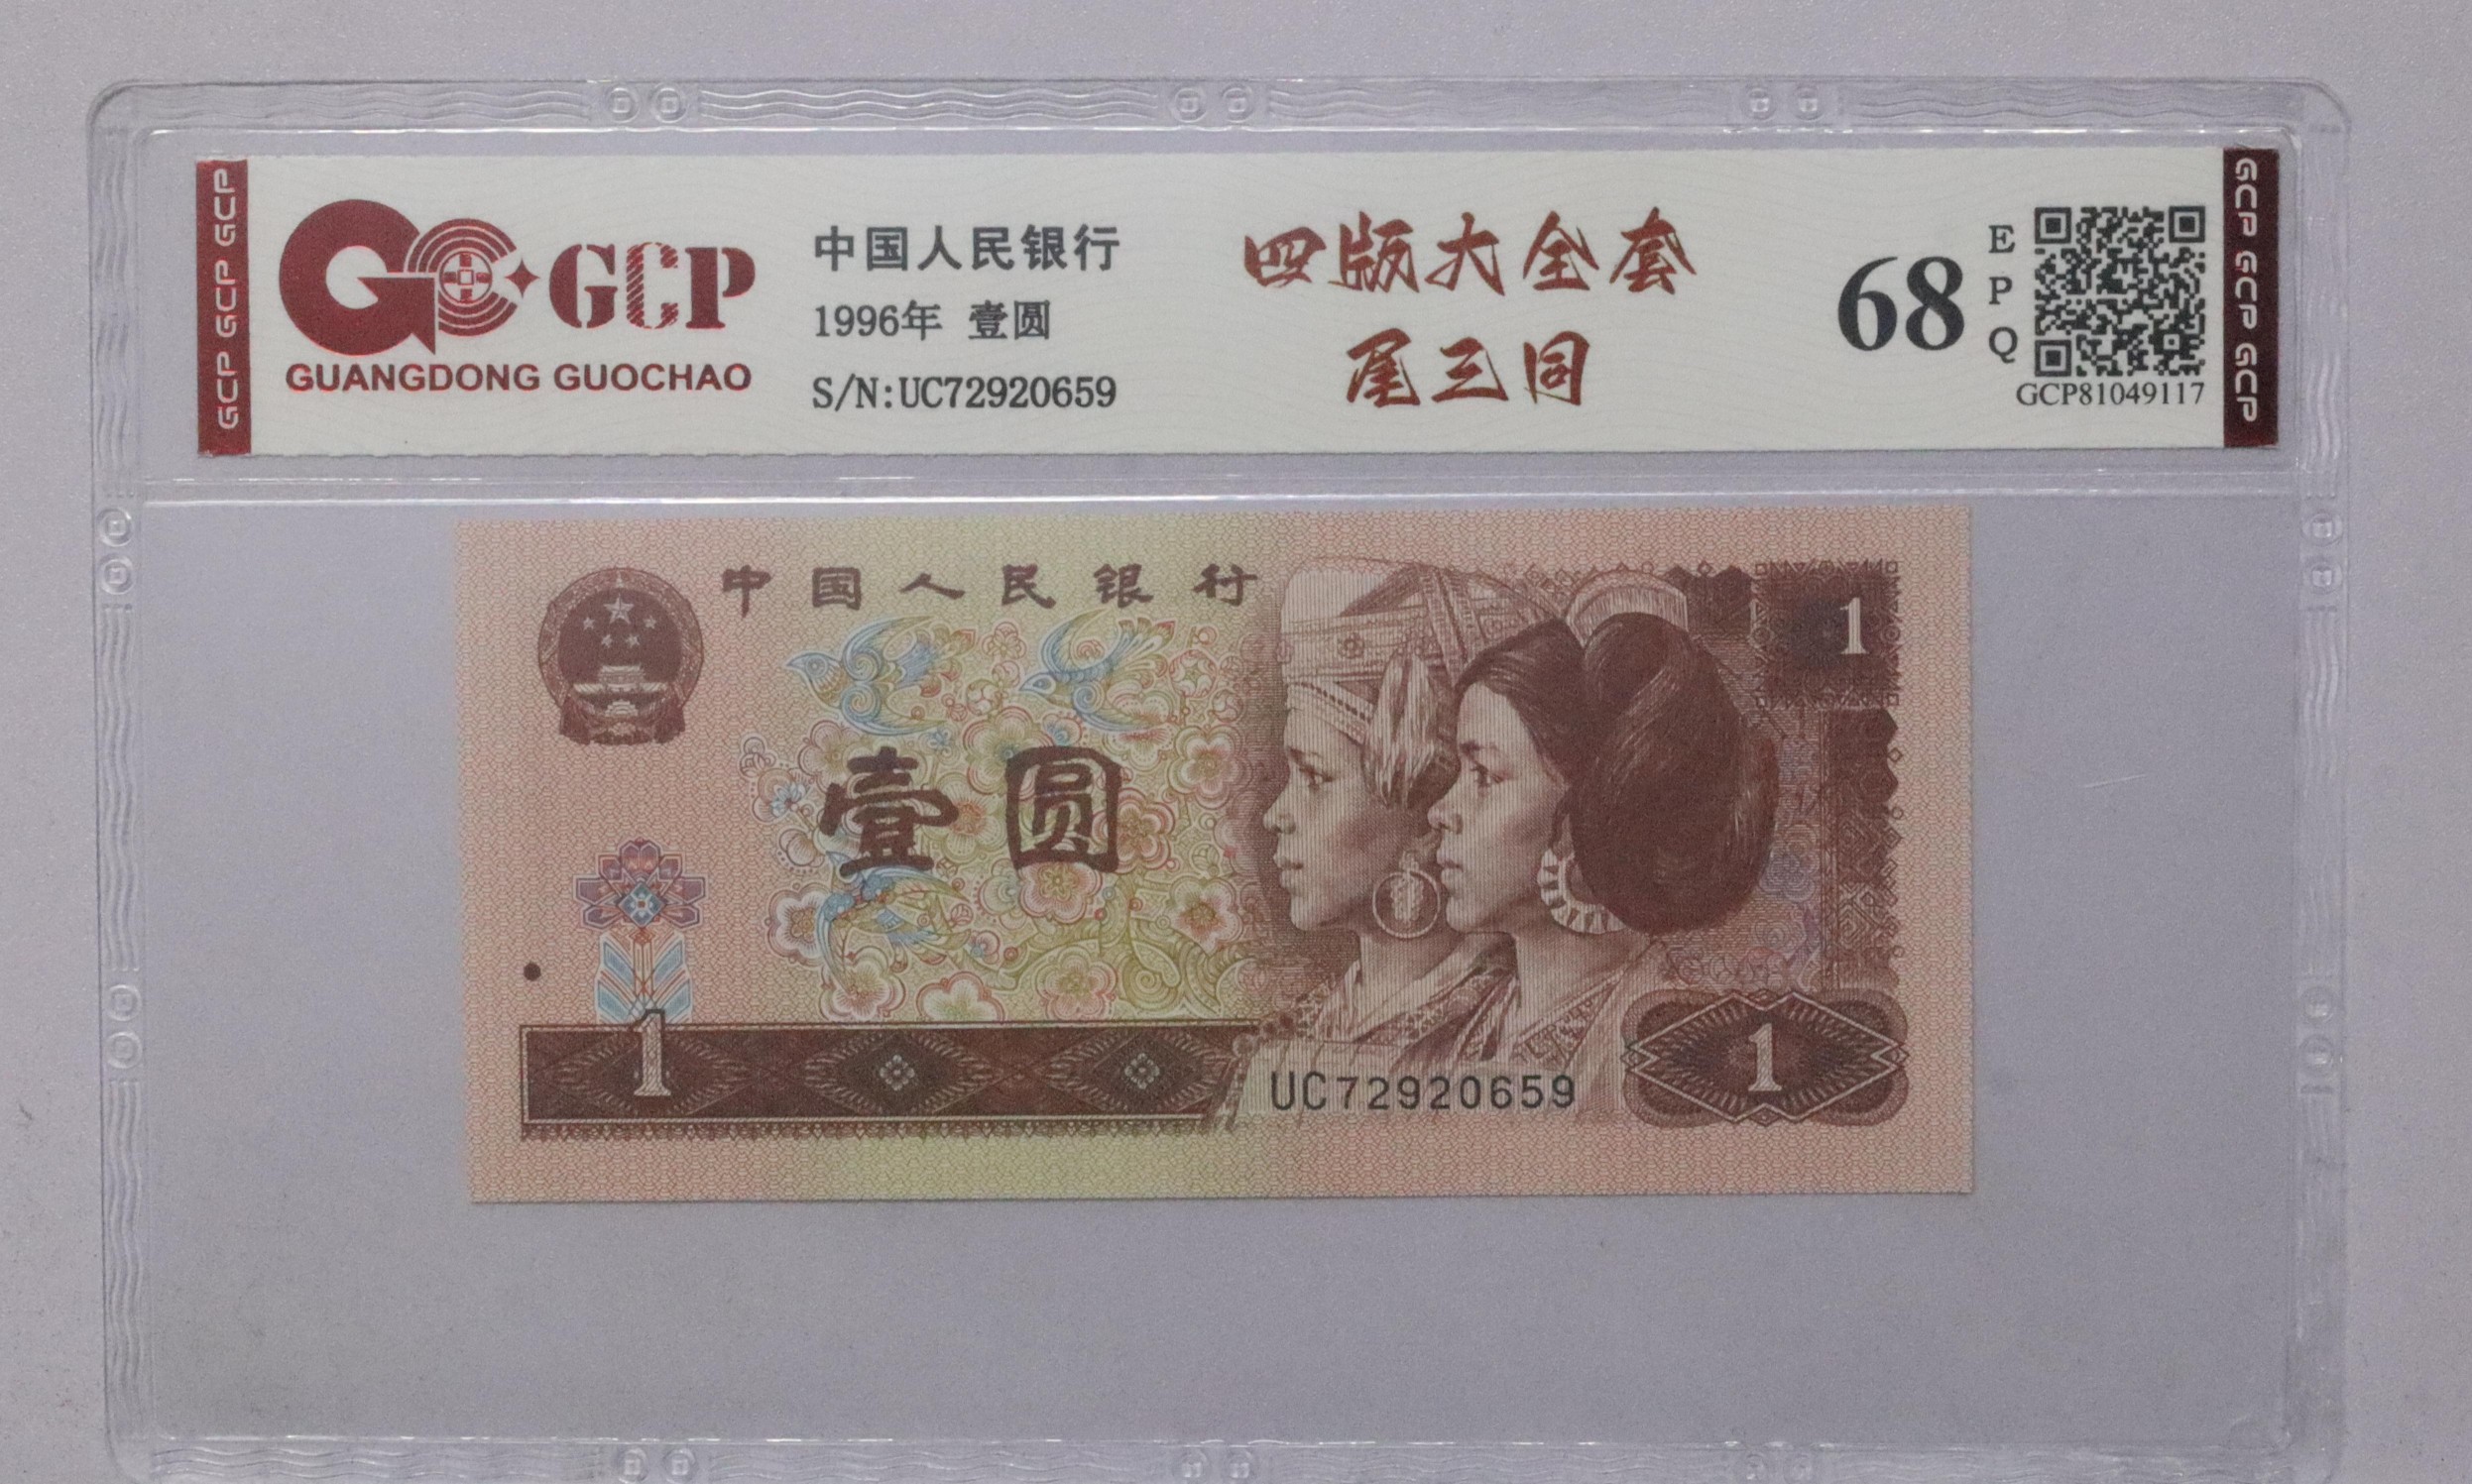 GCP GCP GCP
GCP
GUANGDONG GUOCHAO
中国人民银行
1996年 壹圆
S/N:UC72920659
四版大全套
尾三同
68
EPQ
GCP81049117
GCP GCP GCP
中国人民银行
1
壹圆
1
UC72920659
1